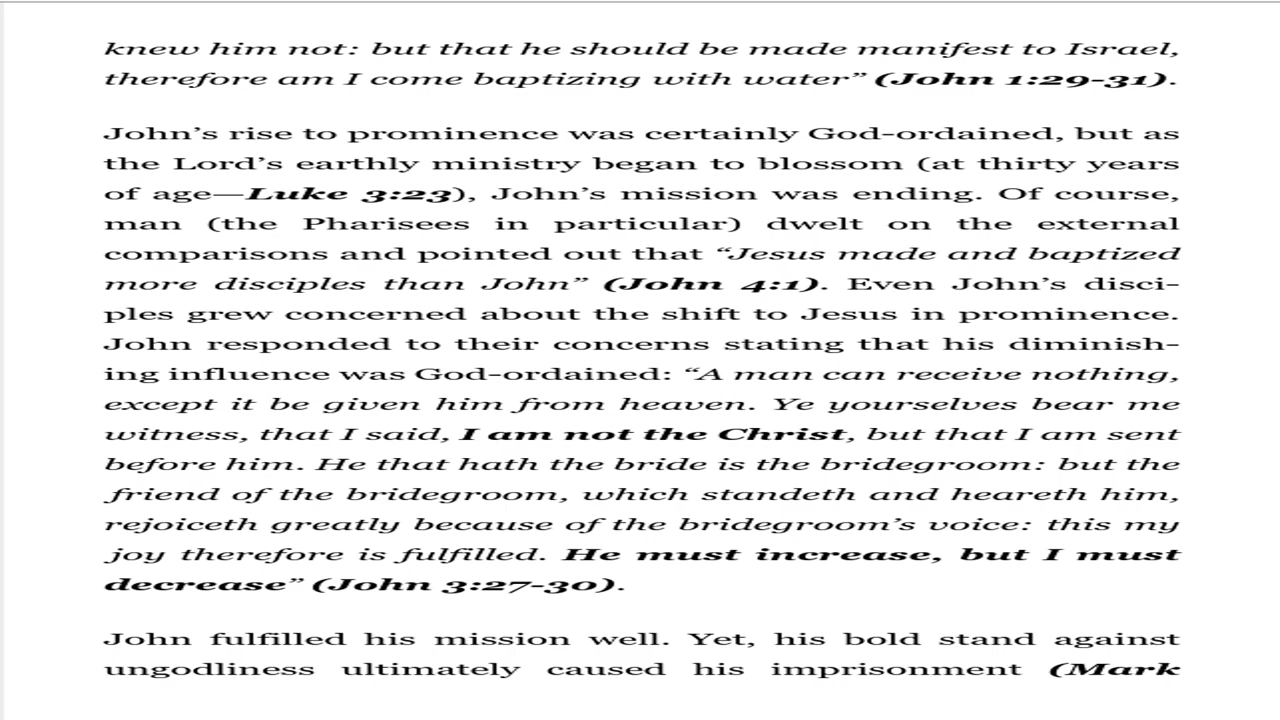 knew him not: but that he should be made manifest to Israel,
therefore am I come baptizing with water” (John 1:29-31).
John’s rise to prominence was certainly God-ordained, but as
the Lord’s earthly ministry began to blossom (at thirty years
of age—Luke 3:23), John’s mission was ending. Of course,
man (the Pharisees in particular) dwelt on the external
comparisons and pointed out that “Jesus made and baptized
more disciples than John” (John 4:1). Even John’s disci-
ples grew concerned about the shift to Jesus in prominence.
John responded to their concerns stating that his diminish-
ing influence was God-ordained: “A man can receive nothing,
except it be given him from heaven. Ye yourselves bear me
witness, that I said, I am not the Christ, but that I am sent
before him. He that hath the bride is the bridegroom: but the
friend of the bridegroom, which standeth and heareth him,
rejoiceth greatly because of the bridegroom’s voice: this my
joy therefore is fulfilled. He must increase, but I must
decrease” (John 3:27-30).
John fulfilled his mission well. Yet, his bold stand against
ungodliness ultimately caused his imprisonment (Mark